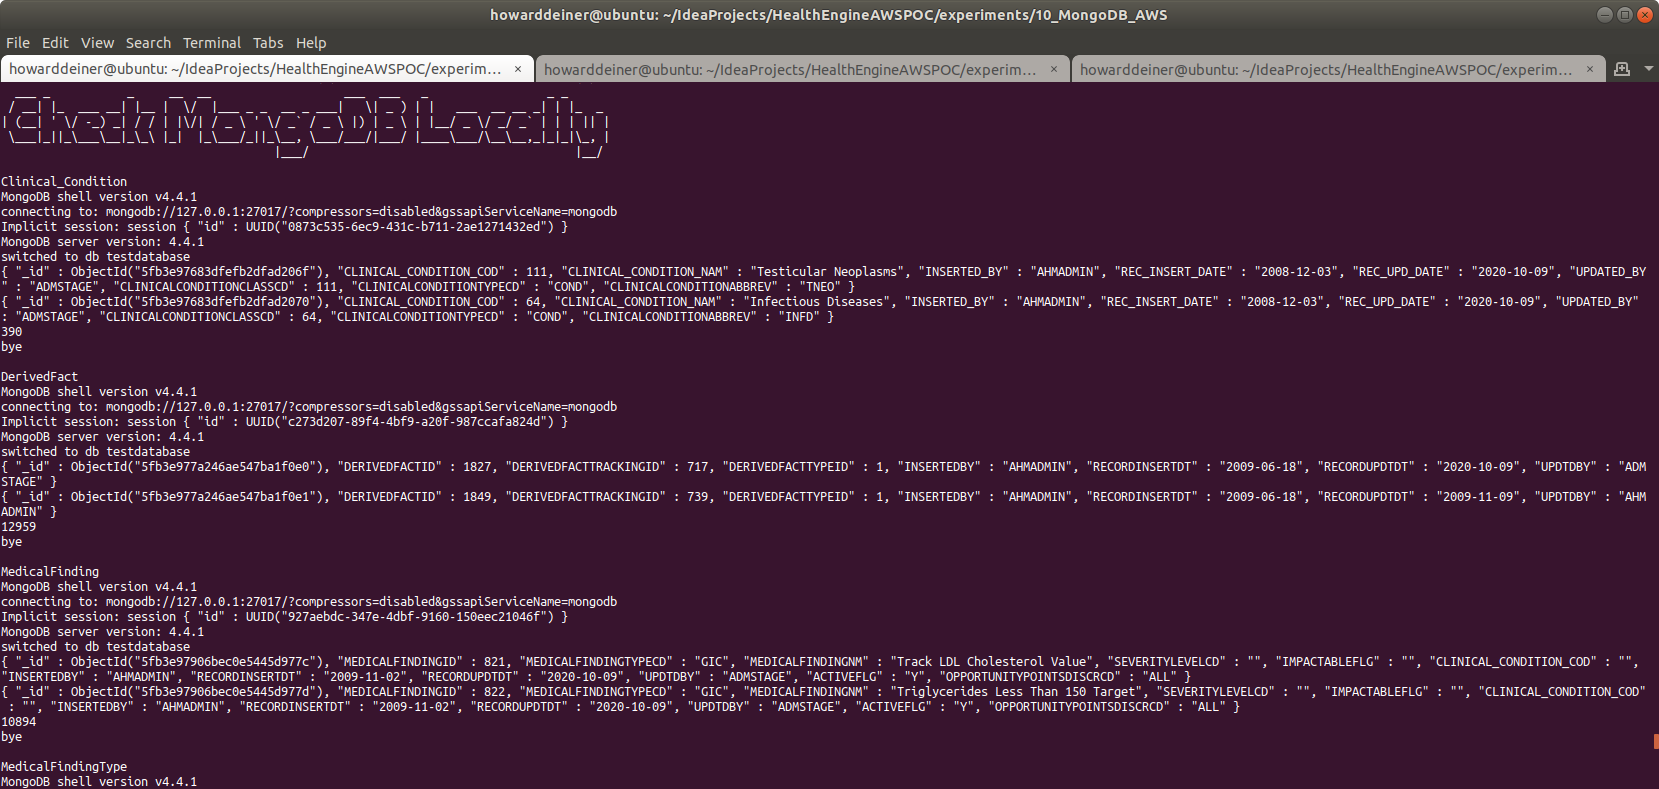 howarddeiner@ubuntu: ~/IdeaProjects/HealthEngineAWSPOC/experiments/10_MongoDB_AWS
File Edit View Search Terminal Tabs Help
howarddeiner@ubuntu: ~/IdeaProjects/HealthEngineAWSPOC/experim... × howarddeiner@ubuntu: ~/IdeaProjects/HealthEngineAWSPOC/experim... × howarddeiner@ubuntu: ~/IdeaProjects/HealthEngineAWSPOC/experim... ×
Check MongoDB Locally
Clinical_Condition
MongoDB shell version v4.4.1
connecting to: mongodb://127.0.0.1:27017/?compressors=disabled&gssapiServiceName=mongodb
Implicit session: session { "id" : UUID("0873c535-6ec9-431c-b711-2ae1271432ed") }
MongoDB server version: 4.4.1
switched to db testdatabase
{ "_id" : ObjectId("5fb3e97683dfefb2dfad206f"), "CLINICAL_CONDITION_COD" : 111, "CLINICAL_CONDITION_NAM" : "Testicular Neoplasms", "INSERTED_BY" : "AHMADMIN", "REC_INSERT_DATE" : "2008-12-03", "REC_UPD_DATE" : "2020-10-09", "UPDATED_BY
" : "ADMSTAGE", "CLINICALCONDITIONCLASSCD" : 111, "CLINICALCONDITIONTYPECD" : "COND", "CLINICALCONDITIONABBREV" : "TNEO" }
{ "_id" : ObjectId("5fb3e97683dfefb2dfad2070"), "CLINICAL_CONDITION_COD" : 64, "CLINICAL_CONDITION_NAM" : "Infectious Diseases", "INSERTED_BY" : "AHMADMIN", "REC_INSERT_DATE" : "2008-12-03", "REC_UPD_DATE" : "2020-10-09", "UPDATED_BY"
: "ADMSTAGE", "CLINICALCONDITIONCLASSCD" : 64, "CLINICALCONDITIONTYPECD" : "COND", "CLINICALCONDITIONABBREV" : "INFD" }
390
bye
DerivedFact
MongoDB shell version v4.4.1
connecting to: mongodb://127.0.0.1:27017/?compressors=disabled&gssapiServiceName=mongodb
Implicit session: session { "id" : UUID("c273d207-89f4-4bf9-a20f-987ccafa824d") }
MongoDB server version: 4.4.1
switched to db testdatabase
{ "_id" : ObjectId("5fb3e977a246ae547ba1f0e0"), "DERIVEDFACTID" : 1827, "DERIVEDFACTTRACKINGID" : 717, "DERIVEDFACTTYPEID" : 1, "INSERTEDBY" : "AHMADMIN", "RECORDINSERTDT" : "2009-06-18", "RECORDUPDTDT" : "2020-10-09", "UPDTDBY" : "ADM
STAGE" }
{ "_id" : ObjectId("5fb3e977a246ae547ba1f0e1"), "DERIVEDFACTID" : 1849, "DERIVEDFACTTRACKINGID" : 739, "DERIVEDFACTTYPEID" : 1, "INSERTEDBY" : "AHMADMIN", "RECORDINSERTDT" : "2009-06-18", "RECORDUPDTDT" : "2009-11-09", "UPDTDBY" : "AHM
ADMIN" }
12959
bye
MedicalFinding
MongoDB shell version v4.4.1
connecting to: mongodb://127.0.0.1:27017/?compressors=disabled&gssapiServiceName=mongodb
Implicit session: session { "id" : UUID("927aebdc-347e-4dbf-9160-150eec21046f") }
MongoDB server version: 4.4.1
switched to db testdatabase
{ "_id" : ObjectId("5fb3e97906bec0e5445d977c"), "MEDICALFINDINGID" : 821, "MEDICALFINDINGTYPECD" : "GIC", "MEDICALFINDINGNM" : "Track LDL Cholesterol Value", "SEVERITYLEVELCD" : "", "IMPACTABLEFLG" : "", "CLINICAL_CONDITION_COD" : "",
"INSERTEDBY" : "AHMADMIN", "RECORDINSERTDT" : "2009-11-02", "RECORDUPDTDT" : "2020-10-09", "UPDTDBY" : "ADMSTAGE", "ACTIVEFLG" : "Y", "OPPORTUNITYPOINTSDISCRCD" : "ALL" }
{ "_id" : ObjectId("5fb3e97906bec0e5445d977d"), "MEDICALFINDINGID" : 822, "MEDICALFINDINGTYPECD" : "GIC", "MEDICALFINDINGNM" : "Triglycerides Less Than 150 Target", "SEVERITYLEVELCD" : "", "IMPACTABLEFLG" : "", "CLINICAL_CONDITION_COD"
: "", "INSERTEDBY" : "AHMADMIN", "RECORDINSERTDT" : "2009-11-02", "RECORDUPDTDT" : "2020-10-09", "UPDTDBY" : "ADMSTAGE", "ACTIVEFLG" : "Y", "OPPORTUNITYPOINTSDISCRCD" : "ALL" }
10894
bye
MedicalFindingType
MongoDB shell version v4.4.1